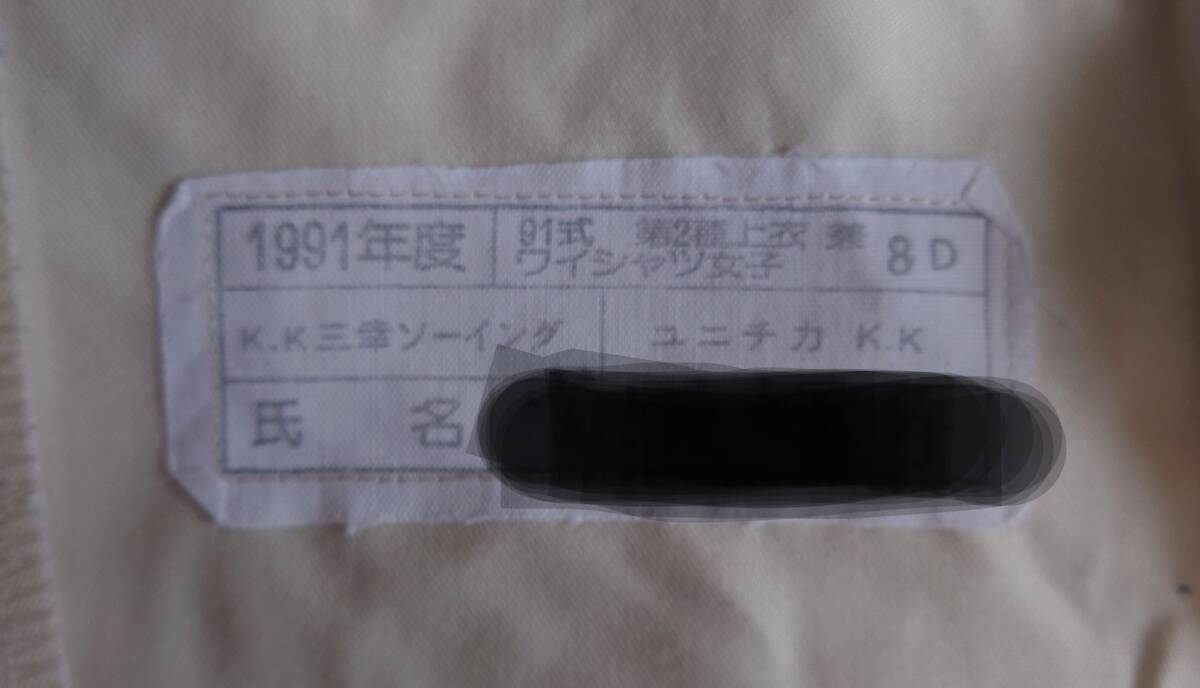 1991年度
91式 第2種上衣 兼
ワイシャツ女子
8 D
K.K三幸ソーイング
ユニチカ K.K
氏 名